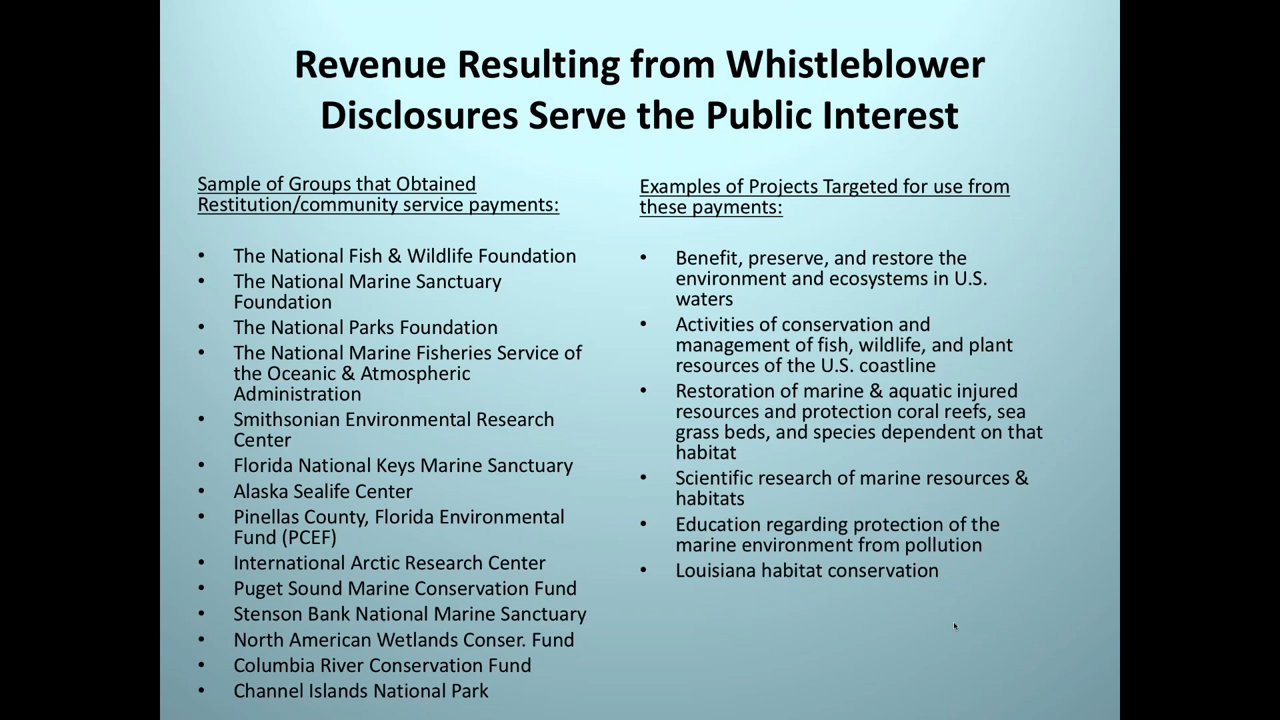 Revenue Resulting from Whistleblower
Disclosures Serve the Public Interest
Sample of Groups that Obtained
Restitution/community service payments:
• The National Fish & Wildlife Foundation
• The National Marine Sanctuary
Foundation
• The National Parks Foundation
• The National Marine Fisheries Service of
the Oceanic & Atmospheric
Administration
• Smithsonian Environmental Research
Center
• Florida National Keys Marine Sanctuary
• Alaska Sealife Center
• Pinellas County, Florida Environmental
Fund (PCEF)
• International Arctic Research Center
• Puget Sound Marine Conservation Fund
• Stenson Bank National Marine Sanctuary
• North American Wetlands Conser. Fund
• Columbia River Conservation Fund
• Channel Islands National Park
Examples of Projects Targeted for use from
these payments:
• Benefit, preserve, and restore the
environment and ecosystems in U.S.
waters
• Activities of conservation and
management of fish, wildlife, and plant
resources of the U.S. coastline
• Restoration of marine & aquatic injured
resources and protection coral reefs, sea
grass beds, and species dependent on that
habitat
• Scientific research of marine resources &
habitats
• Education regarding protection of the
marine environment from pollution
• Louisiana habitat conservation